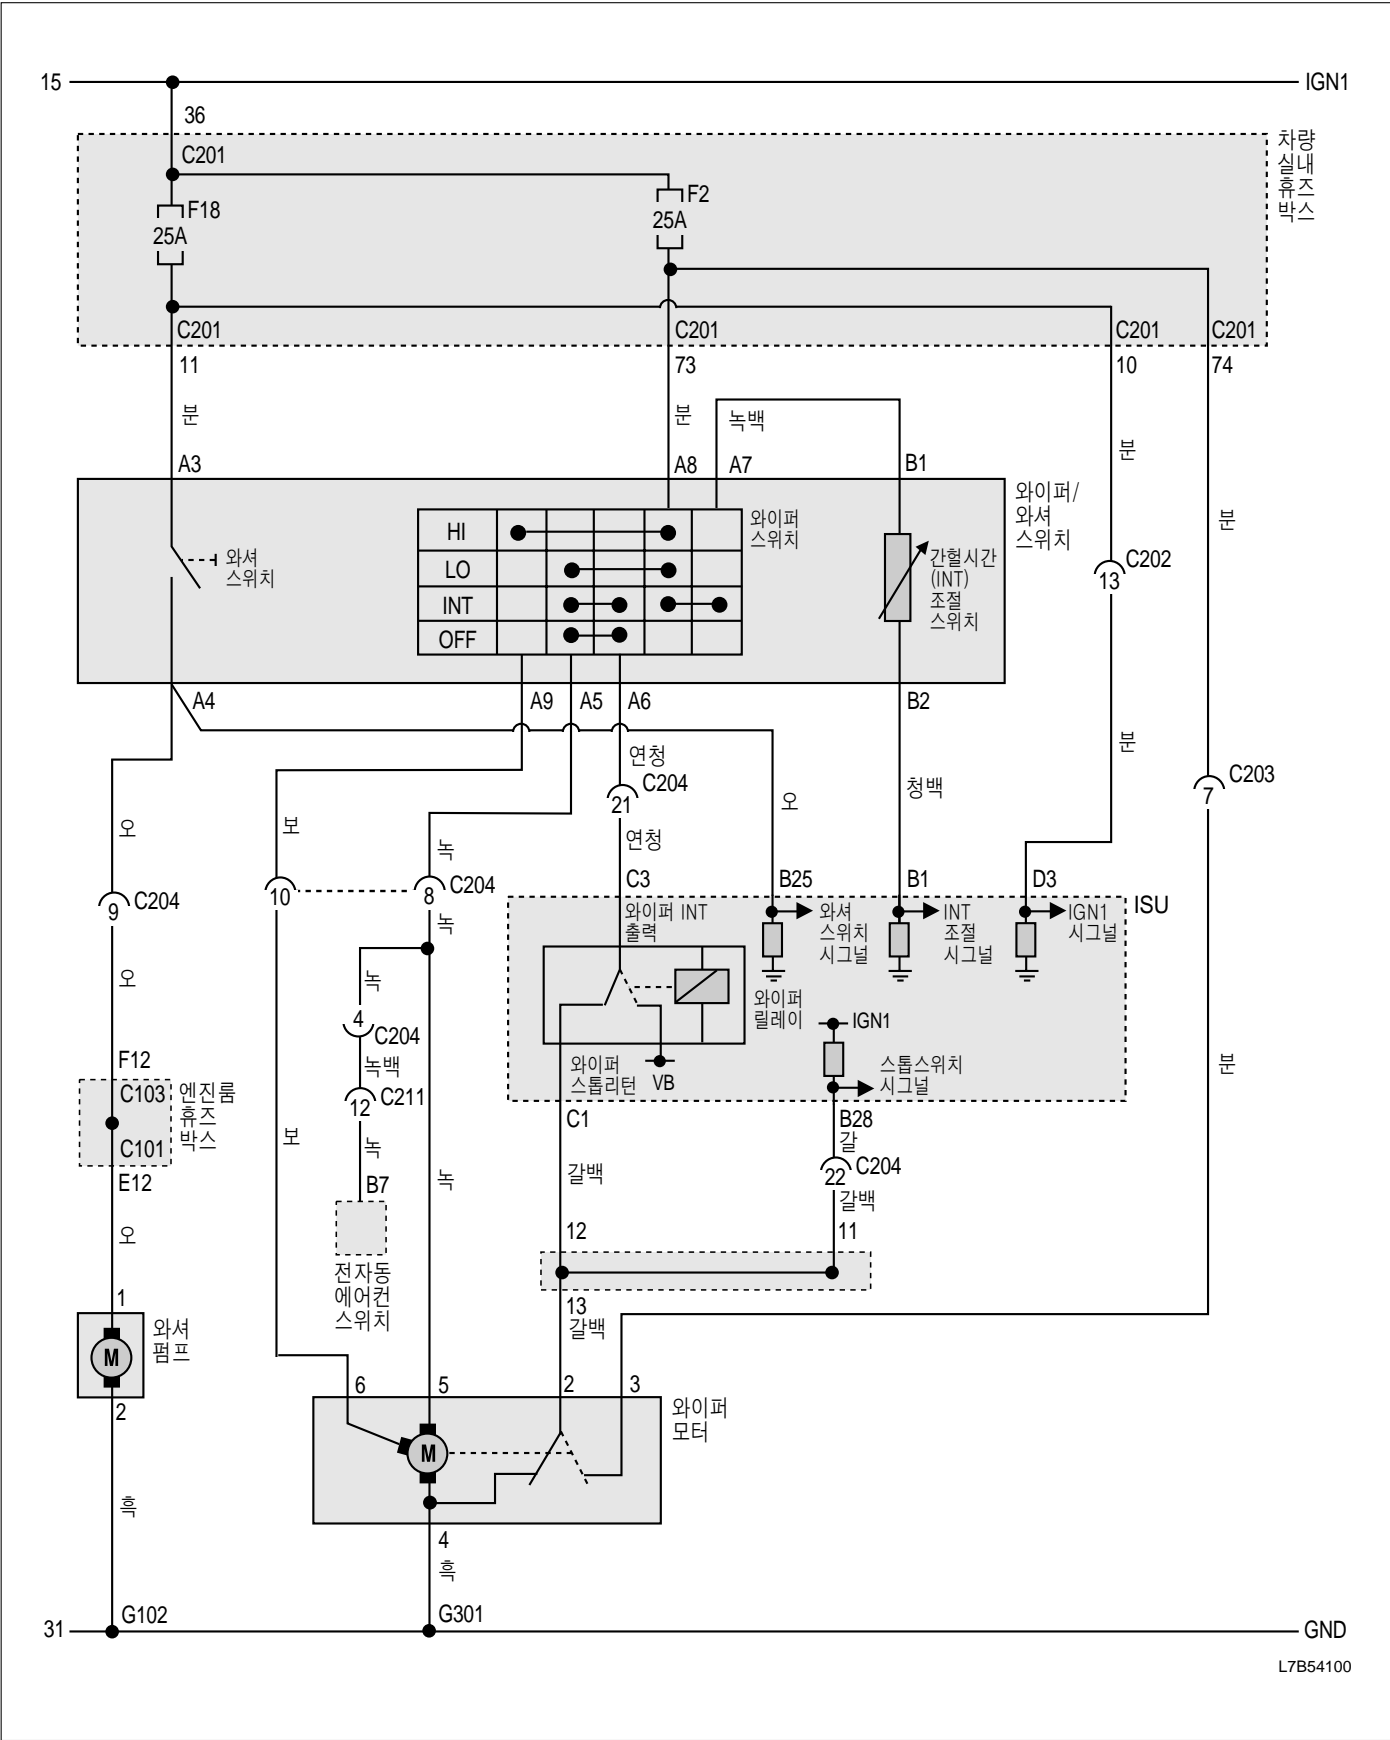 15
IGN1
36
C201
차량
실내
휴즈
박스
F18
25A
F2
25A
C201
C201
C201
C201
11
73
10
74
분
분
녹백
분
분
A3
A8
A7
B1
와이퍼/
와셔
스위치
HI
LO
INT
OFF
와이퍼
스위치
와셔
스위치
간헐시간
(INT)
조절
스위치
C202
13
A4
A9
A5
A6
B2
연청
C204
21
연청
청백
오
분
C203
7
오
보
녹
C204
9
10
8
C204
녹
C3
B25
B1
D3
ISU
와이퍼 INT
출력
와셔
스위치
시그널
INT
조절
시그널
IGN1
시그널
오
녹
4
C204
녹백
C211
12
녹
B7
전자동
에어컨
스위치
와이퍼
릴레이
IGN1
와이퍼
스톱리턴
VB
스톱스위치
시그널
분
F12
C103
C101
엔진룸
휴즈
박스
E12
보
녹
C1
갈백
B28
갈
C204
22
갈백
오
12
11
13
갈백
1
M
와셔
펌프
2
6
5
2
3
와이퍼
모터
M
흑
4
흑
31
G102
G301
GND
L7B54100